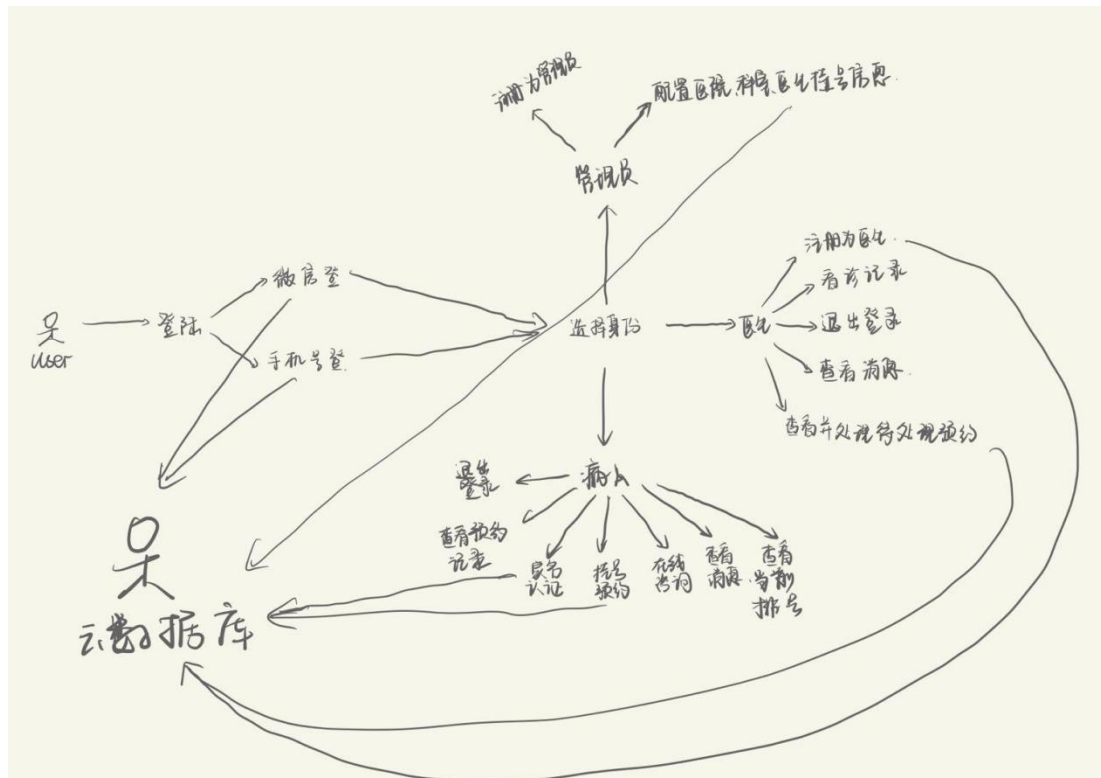 注册为管理员
配置医院、科室、医生挂号信息
管理员
注册为医生
微信登
看诊记录
user
登陆
选择身份
医生
退出登录
手机号登
查看消息
查看并处理待处理预约
病人
退出
登录
查看预约
记录
实名
认证
挂号
预约
在线
咨询
查看
消息
查看
当前
排号
云数据库